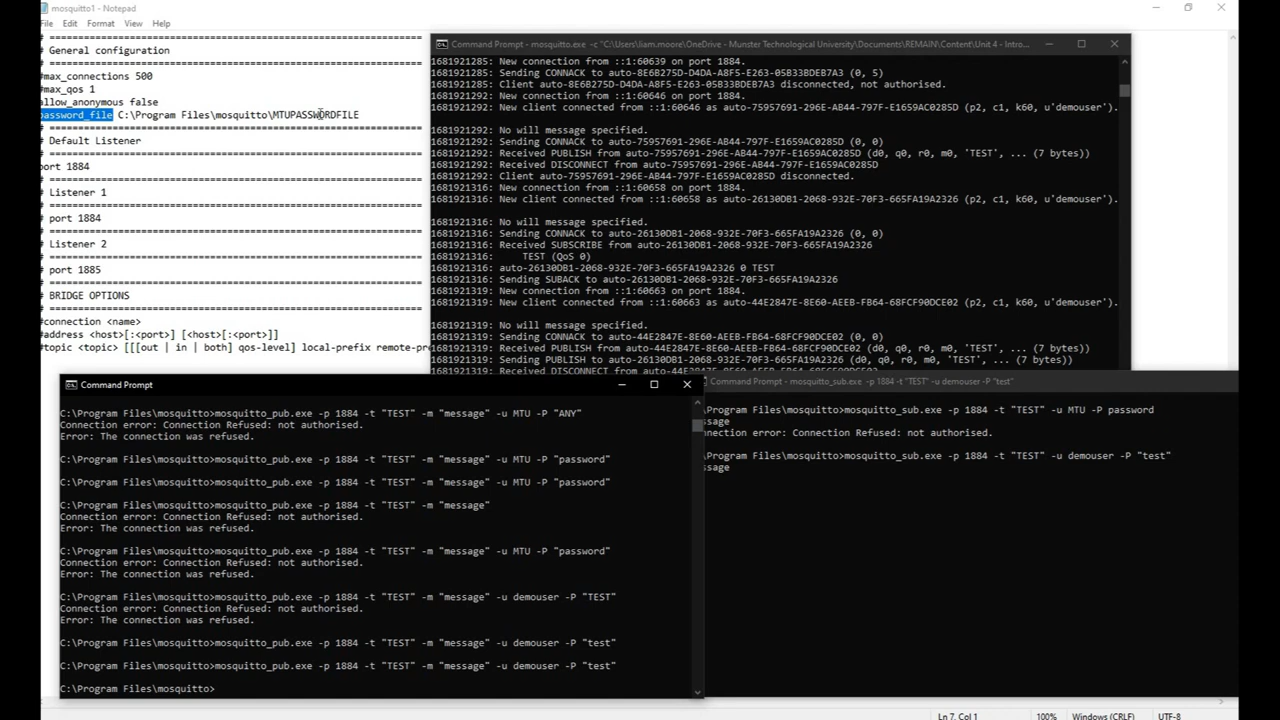 mosquitto1 - Notepad
File Edit Format View Help
# =======================================================
# General configuration
# =======================================================
#max_connections 500
#max_qos 1
allow_anonymous false
password_file C:\Program Files\mosquitto\MTUPASSWORDFILE
# =======================================================
# Default Listener
# =======================================================
port 1884
# =======================================================
# Listener 1
# =======================================================
# port 1884
# =======================================================
# Listener 2
# =======================================================
# port 1885
# =======================================================
# BRIDGE OPTIONS
# =======================================================
#connection <name>
#address <host>[:<port>] [<host>[:<port>]]
#topic <topic> [[[out | in | both] qos-level] local-prefix remote-pr
Command Prompt - mosquitto.exe -c "C:\Users\liam.moore\OneDrive - Munster Technological University\Documents\REMAIN\Content\Unit 4 - Intro...
1681921285: New connection from ::1:60639 on port 1884.
1681921285: Sending CONNACK to auto-8E6B275D-D4DA-A8F5-E263-05B33BDEB7A3 (0, 5)
1681921285: Client auto-8E6B275D-D4DA-A8F5-E263-05B33BDEB7A3 disconnected, not authorised.
1681921292: New connection from ::1:60646 on port 1884.
1681921292: New client connected from ::1:60646 as auto-75957691-296E-AB44-797F-E1659AC0285D (p2, c1, k60, u'demouser').
1681921292: No will message specified.
1681921292: Sending CONNACK to auto-75957691-296E-AB44-797F-E1659AC0285D (0, 0)
1681921292: Received PUBLISH from auto-75957691-296E-AB44-797F-E1659AC0285D (d0, q0, r0, m0, 'TEST', ... (7 bytes))
1681921292: Received DISCONNECT from auto-75957691-296E-AB44-797F-E1659AC0285D
1681921292: Client auto-75957691-296E-AB44-797F-E1659AC0285D disconnected.
1681921316: New connection from ::1:60658 on port 1884.
1681921316: New client connected from ::1:60658 as auto-26130DB1-2068-932E-70F3-665FA19A2326 (p2, c1, k60, u'demouser').
1681921316: No will message specified.
1681921316: Sending CONNACK to auto-26130DB1-2068-932E-70F3-665FA19A2326 (0, 0)
1681921316: Received SUBSCRIBE from auto-26130DB1-2068-932E-70F3-665FA19A2326
1681921316: TEST (QoS 0)
1681921316: auto-26130DB1-2068-932E-70F3-665FA19A2326 0 TEST
1681921316: Sending SUBACK to auto-26130DB1-2068-932E-70F3-665FA19A2326
1681921319: New connection from ::1:60663 on port 1884.
1681921319: New client connected from ::1:60663 as auto-44E2847E-8E60-AEEB-FB64-68FCF90DCE02 (p2, c1, k60, u'demouser').
1681921319: No will message specified.
1681921319: Sending CONNACK to auto-44E2847E-8E60-AEEB-FB64-68FCF90DCE02 (0, 0)
1681921319: Received PUBLISH from auto-44E2847E-8E60-AEEB-FB64-68FCF90DCE02 (d0, q0, r0, m0, 'TEST', ... (7 bytes))
1681921319: Sending PUBLISH to auto-26130DB1-2068-932E-70F3-665FA19A2326 (d0, q0, r0, m0, 'TEST', ... (7 bytes))
1681921319: Received DISCONNECT from auto-44E2847E-8E60-AEEB-FB64-68FCF90DCE02
Command Prompt
C:\Program Files\mosquitto>mosquitto_pub.exe -p 1884 -t "TEST" -m "message" -u MTU -P "ANY"
Connection error: Connection Refused: not authorised.
Error: The connection was refused.
C:\Program Files\mosquitto>mosquitto_pub.exe -p 1884 -t "TEST" -m "message" -u MTU -P "password"
C:\Program Files\mosquitto>mosquitto_pub.exe -p 1884 -t "TEST" -m "message" -u MTU -P "password"
C:\Program Files\mosquitto>mosquitto_pub.exe -p 1884 -t "TEST" -m "message"
Connection error: Connection Refused: not authorised.
Error: The connection was refused.
C:\Program Files\mosquitto>mosquitto_pub.exe -p 1884 -t "TEST" -m "message" -u MTU -P "password"
Connection error: Connection Refused: not authorised.
Error: The connection was refused.
C:\Program Files\mosquitto>mosquitto_pub.exe -p 1884 -t "TEST" -m "message" -u demouser -P "TEST"
Connection error: Connection Refused: not authorised.
Error: The connection was refused.
C:\Program Files\mosquitto>mosquitto_pub.exe -p 1884 -t "TEST" -m "message" -u demouser -P "test"
C:\Program Files\mosquitto>mosquitto_pub.exe -p 1884 -t "TEST" -m "message" -u demouser -P "test"
C:\Program Files\mosquitto>
Command Prompt - mosquitto_sub.exe -p 1884 -t "TEST" -u demouser -P "test"
\Program Files\mosquitto>mosquitto_sub.exe -p 1884 -t "TEST" -u MTU -P password
ssage
nnection error: Connection Refused: not authorised.
\Program Files\mosquitto>mosquitto_sub.exe -p 1884 -t "TEST" -u demouser -P "test"
ssage
Ln 7, Col 1 100% Windows (CRLF) UTF-8